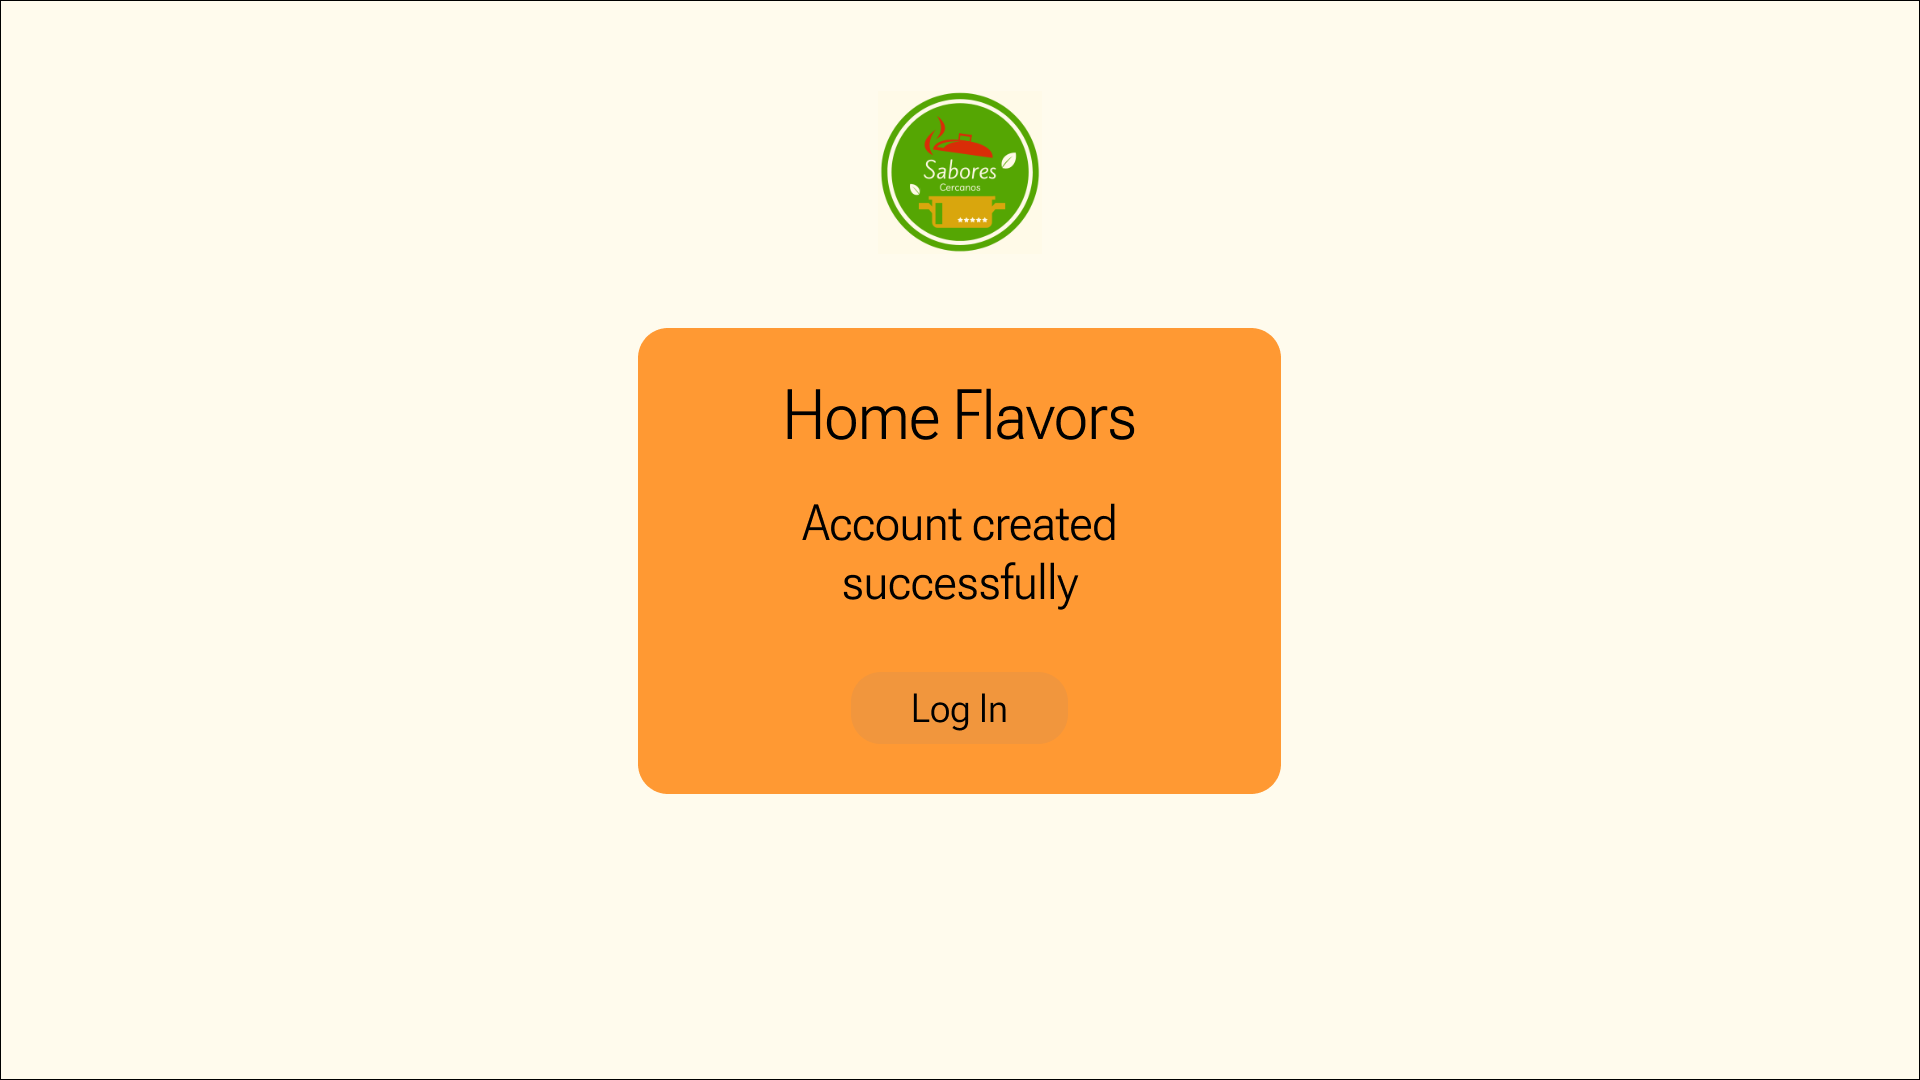 Sabores
Cercanos
Home Flavors
Account created
successfully
Log In